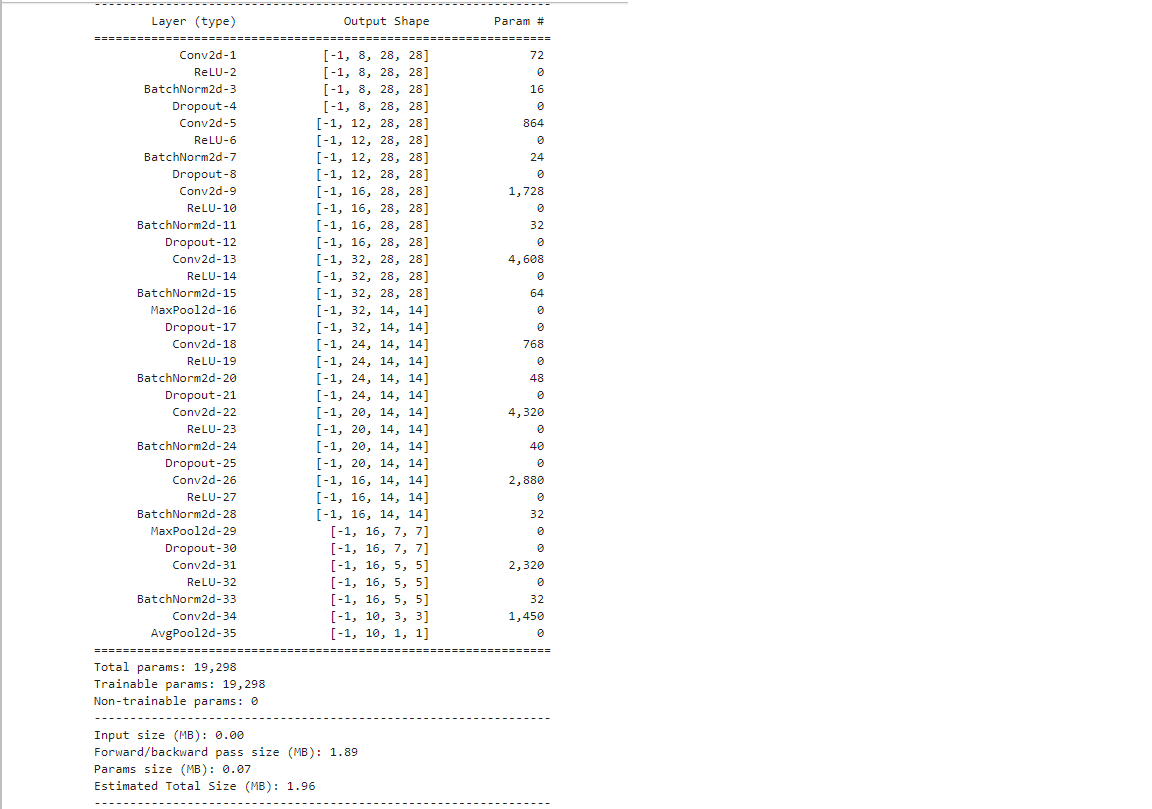 ----------------------------------------------------------------
        Layer (type)               Output Shape         Param #
================================================================
            Conv2d-1            [-1, 8, 28, 28]              72
              ReLU-2            [-1, 8, 28, 28]               0
       BatchNorm2d-3            [-1, 8, 28, 28]              16
           Dropout-4            [-1, 8, 28, 28]               0
            Conv2d-5           [-1, 12, 28, 28]             864
              ReLU-6           [-1, 12, 28, 28]               0
       BatchNorm2d-7           [-1, 12, 28, 28]              24
           Dropout-8           [-1, 12, 28, 28]               0
            Conv2d-9           [-1, 16, 28, 28]           1,728
             ReLU-10           [-1, 16, 28, 28]               0
      BatchNorm2d-11           [-1, 16, 28, 28]              32
          Dropout-12           [-1, 16, 28, 28]               0
           Conv2d-13           [-1, 32, 28, 28]           4,608
             ReLU-14           [-1, 32, 28, 28]               0
      BatchNorm2d-15           [-1, 32, 28, 28]              64
        MaxPool2d-16           [-1, 32, 14, 14]               0
          Dropout-17           [-1, 32, 14, 14]               0
           Conv2d-18           [-1, 24, 14, 14]             768
             ReLU-19           [-1, 24, 14, 14]               0
      BatchNorm2d-20           [-1, 24, 14, 14]              48
          Dropout-21           [-1, 24, 14, 14]               0
           Conv2d-22           [-1, 20, 14, 14]           4,320
             ReLU-23           [-1, 20, 14, 14]               0
      BatchNorm2d-24           [-1, 20, 14, 14]              40
          Dropout-25           [-1, 20, 14, 14]               0
           Conv2d-26           [-1, 16, 14, 14]           2,880
             ReLU-27           [-1, 16, 14, 14]               0
      BatchNorm2d-28           [-1, 16, 14, 14]              32
        MaxPool2d-29             [-1, 16, 7, 7]               0
          Dropout-30             [-1, 16, 7, 7]               0
           Conv2d-31             [-1, 16, 5, 5]           2,320
             ReLU-32             [-1, 16, 5, 5]               0
      BatchNorm2d-33             [-1, 16, 5, 5]              32
           Conv2d-34             [-1, 10, 3, 3]           1,450
        AvgPool2d-35             [-1, 10, 1, 1]               0
================================================================
Total params: 19,298
Trainable params: 19,298
Non-trainable params: 0
----------------------------------------------------------------
Input size (MB): 0.00
Forward/backward pass size (MB): 1.89
Params size (MB): 0.07
Estimated Total Size (MB): 1.96
----------------------------------------------------------------